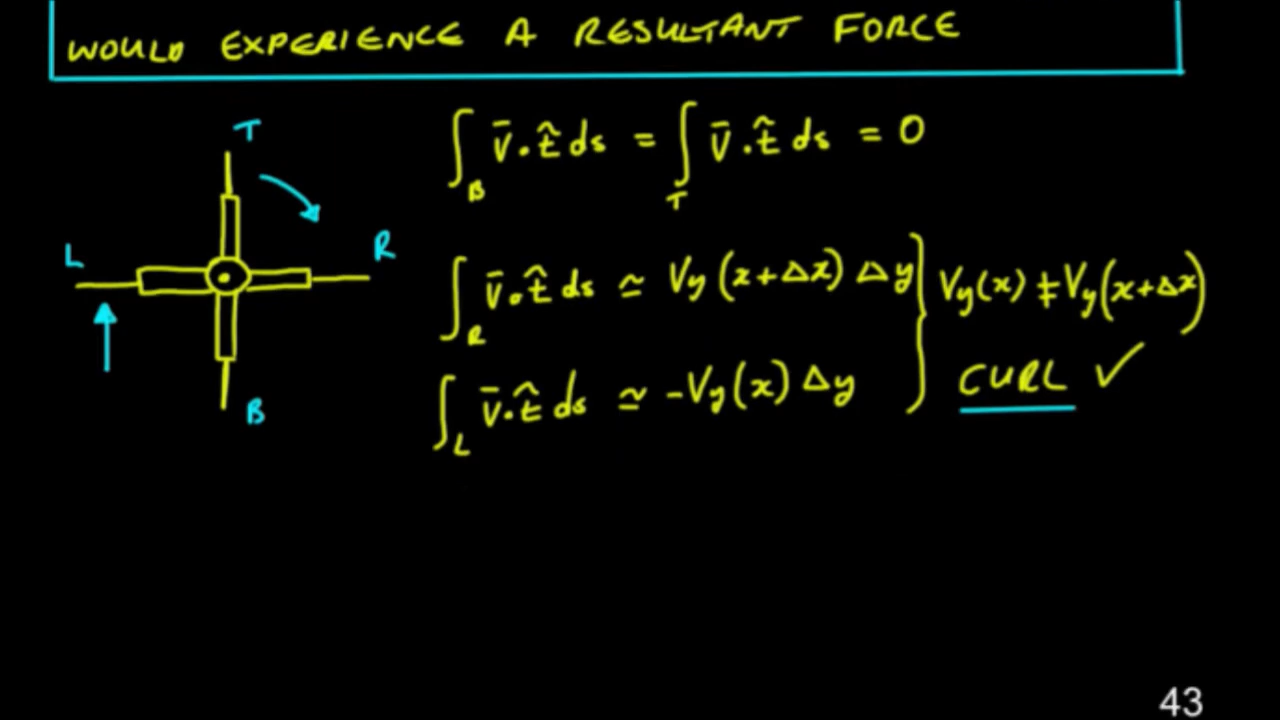 WOULD EXPERIENCE A RESULTANT FORCE
T
L
R
B
∫_B v̄·t̂ ds = ∫_T v̄·t̂ ds = 0
∫_R v̄·t̂ ds ≃ Vy(x+Δx) Δy } Vy(x) ≠ Vy(x+Δx)
∫_L v̄·t̂ ds ≃ -Vy(x) Δy
CURL ✓
43